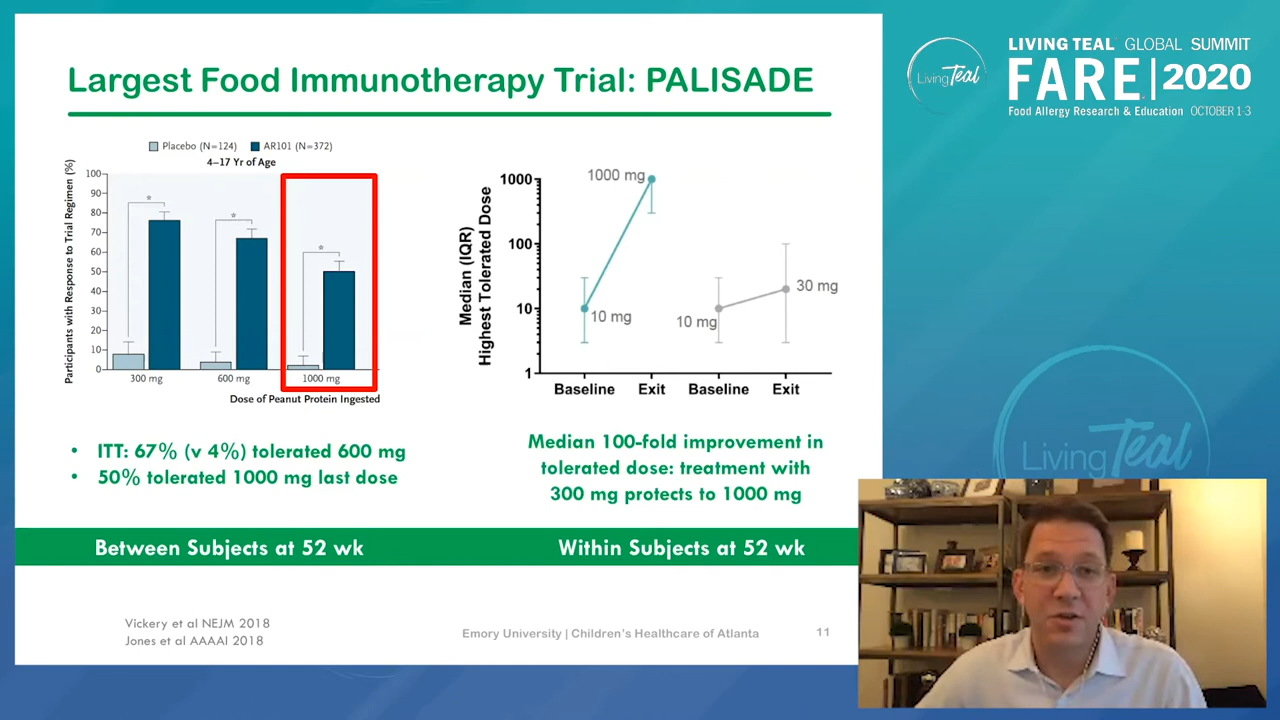 Largest Food Immunotherapy Trial: PALISADE
Placebo (N=124) AR101 (N=372)
4–17 Yr of Age
Participants with Response to Trial Regimen (%)
100
90
80
70
60
50
40
30
20
10
0
*
*
*
300 mg 600 mg 1000 mg
Dose of Peanut Protein Ingested
Median (IQR)
Highest Tolerated Dose
1000
100
10
1
1000 mg
10 mg
10 mg
30 mg
Baseline Exit Baseline Exit
• ITT: 67% (v 4%) tolerated 600 mg
• 50% tolerated 1000 mg last dose
Median 100-fold improvement in
tolerated dose: treatment with
300 mg protects to 1000 mg
Between Subjects at 52 wk
Within Subjects at 52 wk
Vickery et al NEJM 2018
Jones et al AAAAI 2018
Emory University | Children's Healthcare of Atlanta 11
Living Teal
LIVING TEAL GLOBAL SUMMIT
FARE | 2020
Food Allergy Research & Education OCTOBER 1-3
Living Teal